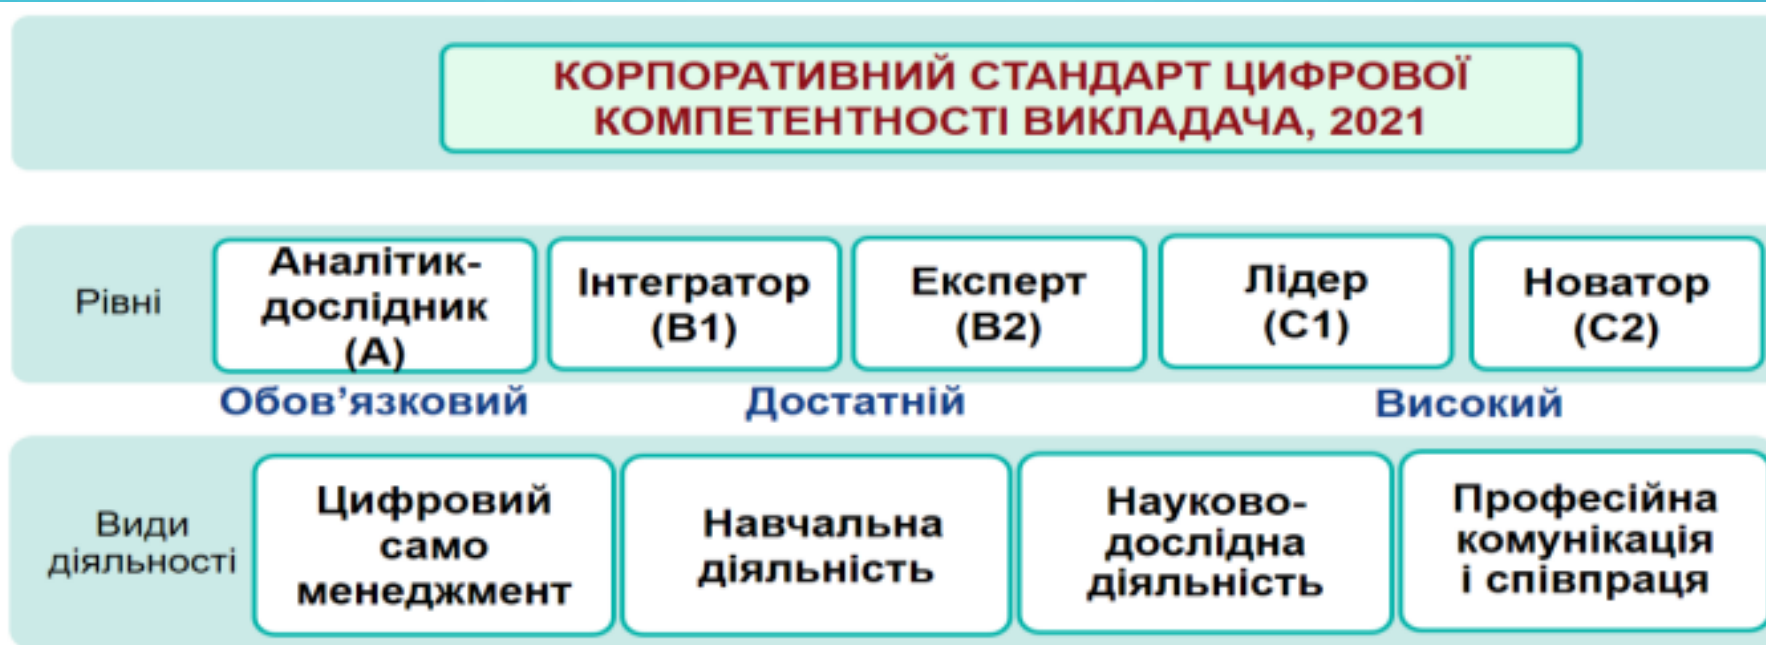 КОРПОРАТИВНИЙ СТАНДАРТ ЦИФРОВОЇ
КОМПЕТЕНТНОСТІ ВИКЛАДАЧА, 2021
Рівні
Аналітик-
дослідник
(А)
Інтегратор
(В1)
Експерт
(В2)
Лідер
(С1)
Новатор
(С2)
Обов’язковий
Достатній
Високий
Види
діяльності
Цифровий
само
менеджмент
Навчальна
діяльність
Науково-
дослідна
діяльність
Професійна
комунікація
і співпраця